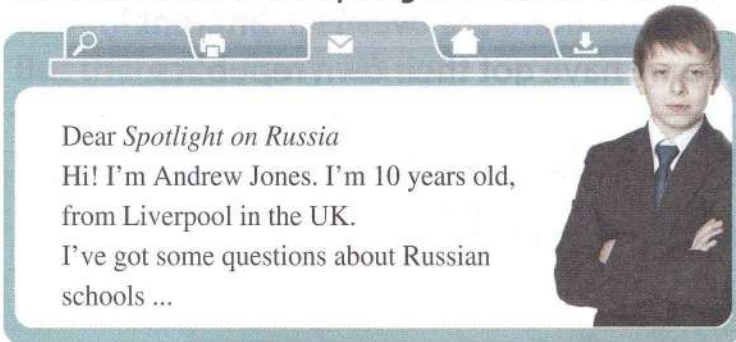 Dear Spotlight on Russia
Hi! I'm Andrew Jones. I'm 10 years old,
from Liverpool in the UK.
I've got some questions about Russian
schools ...